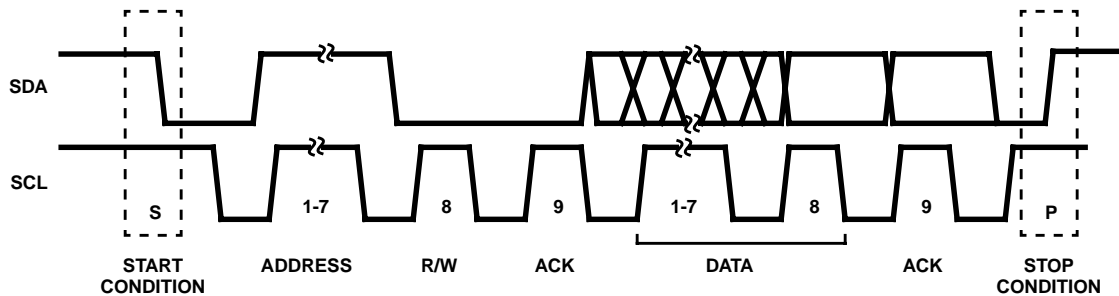 SDA
SCL
S 1-7 8 9 1-7 8 9 P
START CONDITION ADDRESS R/W ACK DATA ACK STOP CONDITION